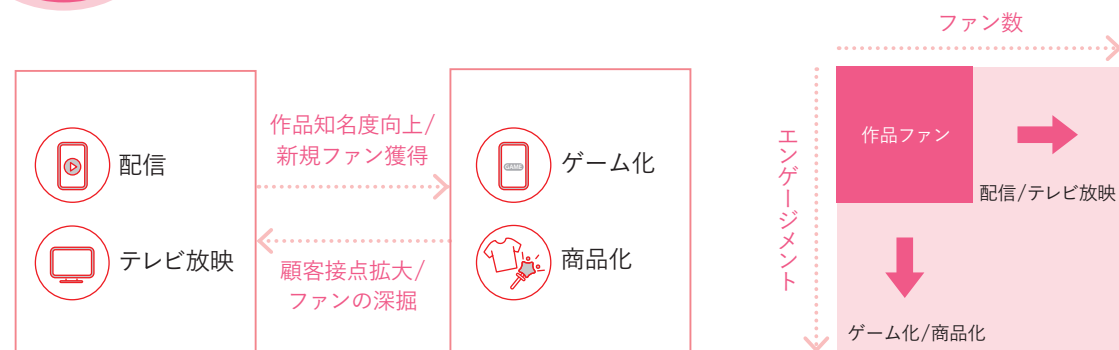 配信
テレビ放映
作品知名度向上/
新規ファン獲得
顧客接点拡大/
ファンの深掘
GAME
ゲーム化
商品化
ファン数
エンゲージメント
作品ファン
配信/テレビ放映
ゲーム化/商品化